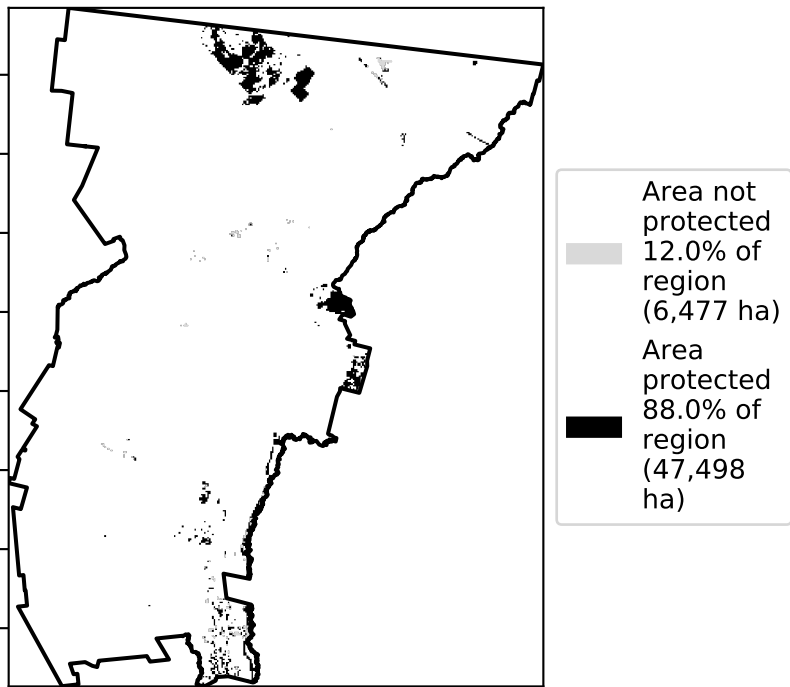 Area not
protected
12.0% of
region
(6,477 ha)
Area
protected
88.0% of
region
(47,498
ha)